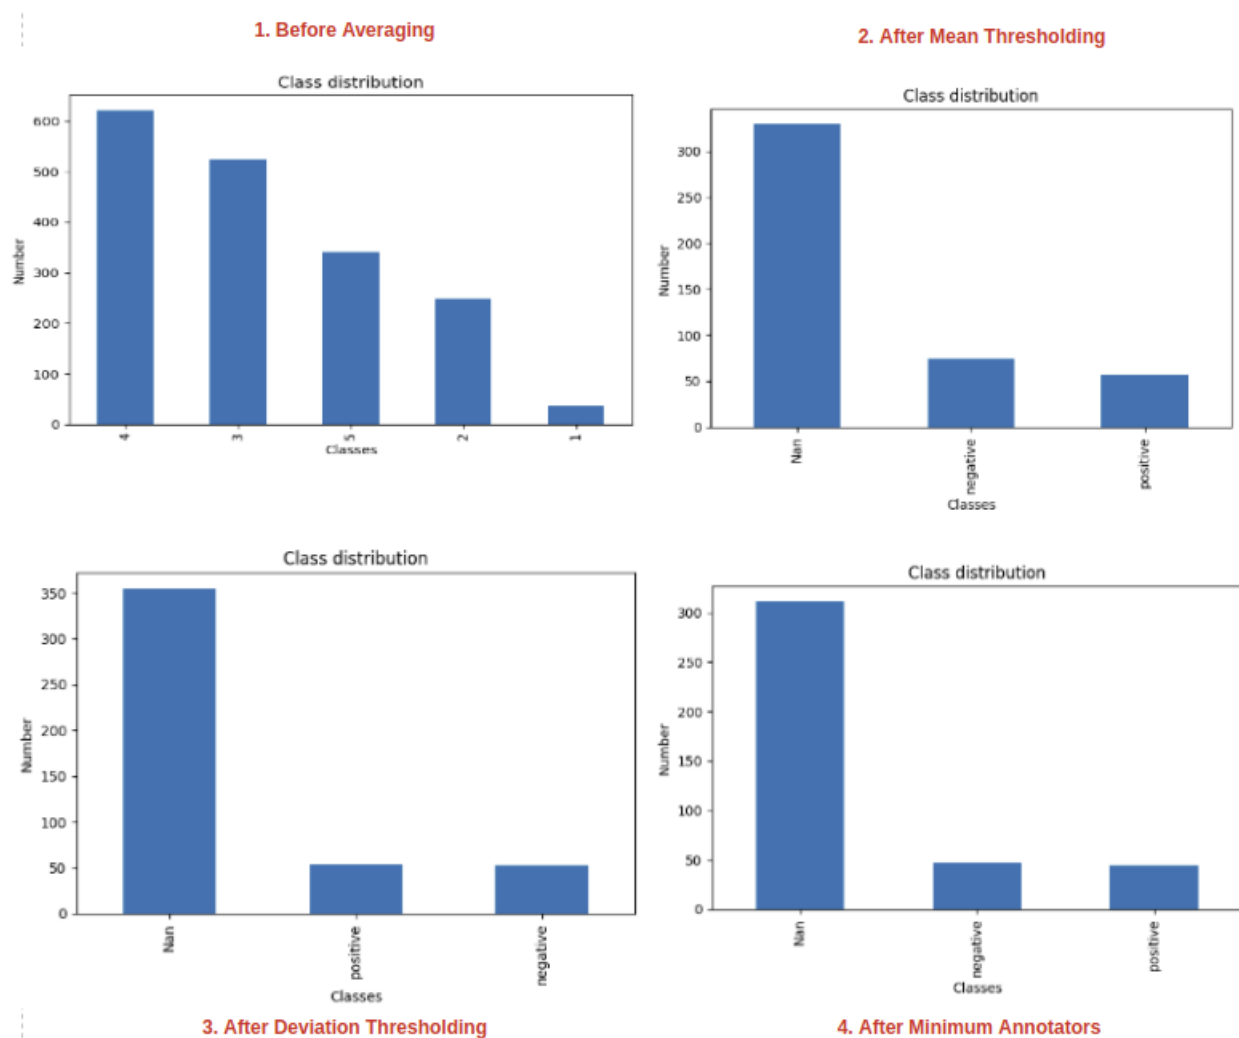 1. Before Averaging
Class distribution
600
500
400
300
200
100
0
Number
4
3
5
2
1
Classes
2. After Mean Thresholding
Class distribution
300
250
200
150
100
50
0
Number
Nan
negative
positive
Classes
Class distribution
350
300
250
200
150
100
50
0
Number
Nan
positive
negative
Classes
3. After Deviation Thresholding
Class distribution
300
250
200
150
100
50
0
Number
Nan
negative
positive
Classes
4. After Minimum Annotators